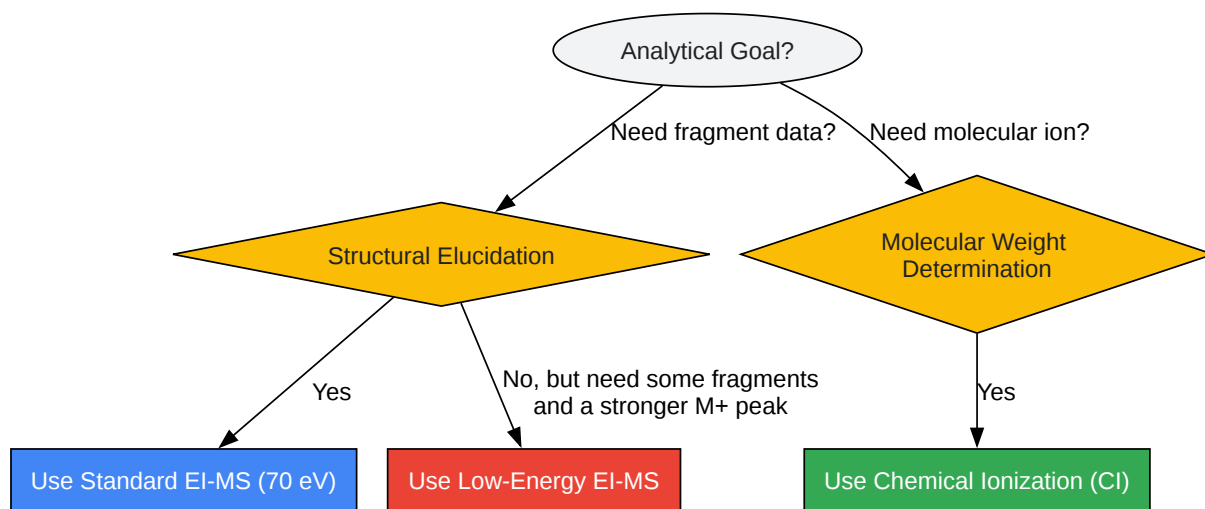 Analytical Goal?
Need fragment data?
Need molecular ion?
Structural Elucidation
Molecular Weight
Determination
Yes
No, but need some fragments
and a stronger M+ peak
Yes
Use Standard EI-MS (70 eV)
Use Low-Energy EI-MS
Use Chemical Ionization (CI)